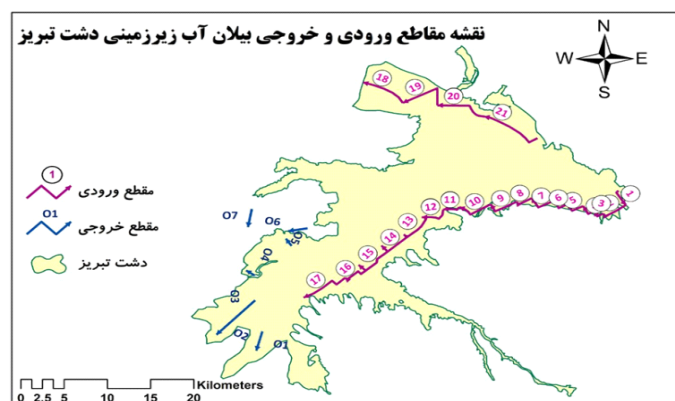 نقشه مقاطع ورودی و خروجی بیلان آب زیرزمینی دشت تبریز
N
W E
S
18 19 20 21
1 مقطع ورودی
O1 مقطع خروجی
دشت تبریز
12 11 10 9 8 7 6 5 3 1
17 16 15 14 13
O7 O6 O5 O4 O3 O2 O1
Kilometers
0 2.5 5 10 15 20